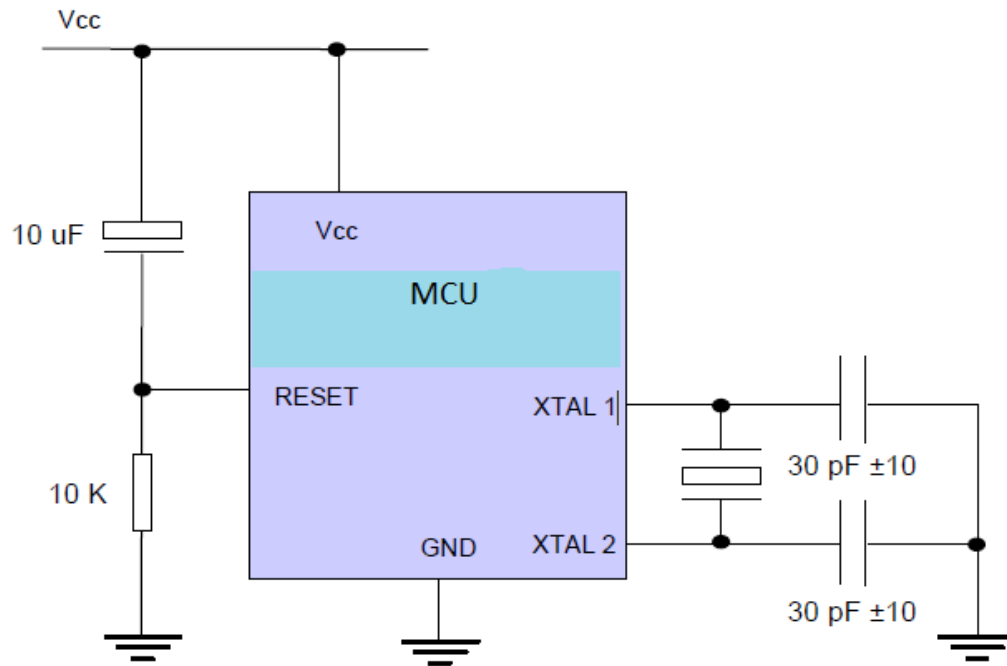 Vcc
10 uF
Vcc
MCU
RESET
XTAL 1
30 pF ±10
10 K
GND
XTAL 2
30 pF ±10